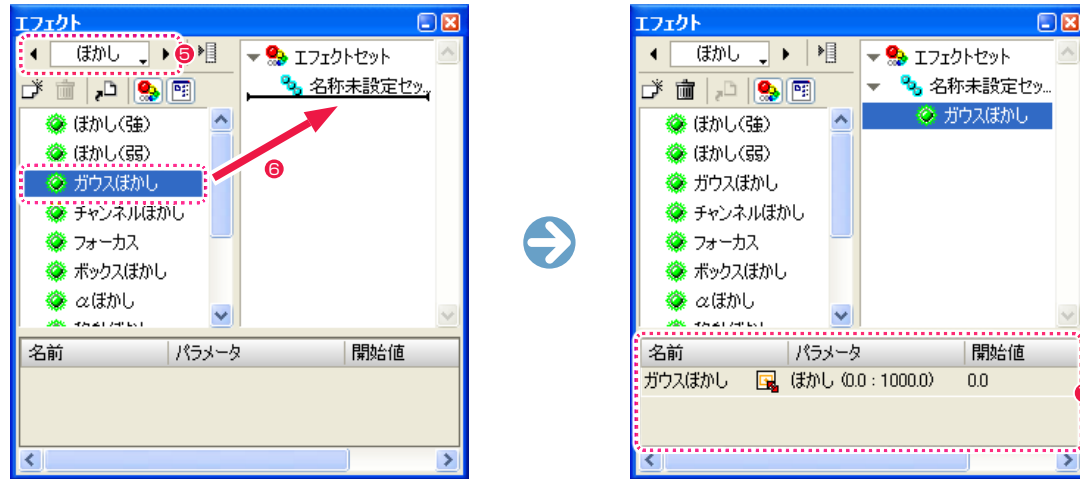 エフェクト
ぼかし
5
エフェクトセット
名称未設定セッ...
ぼかし(強)
ぼかし(弱)
ガウスぼかし
6
チャンネルぼかし
フォーカス
ボックスぼかし
αぼかし
名前 パラメータ 開始値
エフェクト
ぼかし
エフェクトセット
名称未設定セッ...
ガウスぼかし
ぼかし(強)
ぼかし(弱)
ガウスぼかし
チャンネルぼかし
フォーカス
ボックスぼかし
αぼかし
名前 パラメータ 開始値
ガウスぼかし ぼかし (0.0 : 1000.0) 0.0